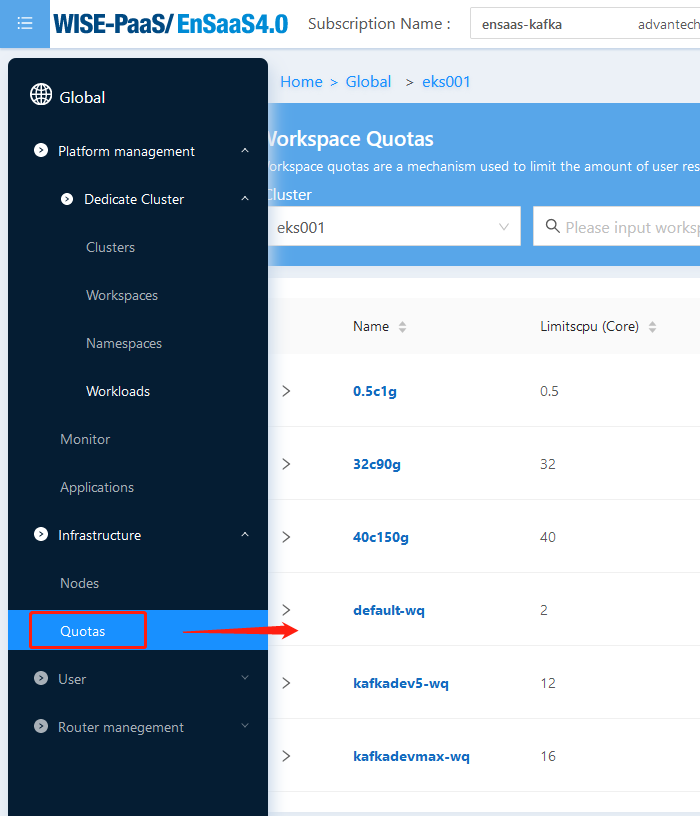 WISE-PaaS/ EnSaaS4.0 Subscription Name : ensaas-kafka advantech
Global
Platform management
Dedicate Cluster
Clusters
Workspaces
Namespaces
Workloads
Monitor
Applications
Infrastructure
Nodes
Quotas
User
Router manegement
Home > Global > eks001
Workspace Quotas
Workspace quotas are a mechanism used to limit the amount of user res
Cluster
eks001 Please input worksp
Name Limitscpu (Core)
0.5c1g 0.5
32c90g 32
40c150g 40
default-wq 2
kafkadev5-wq 12
kafkadevmax-wq 16